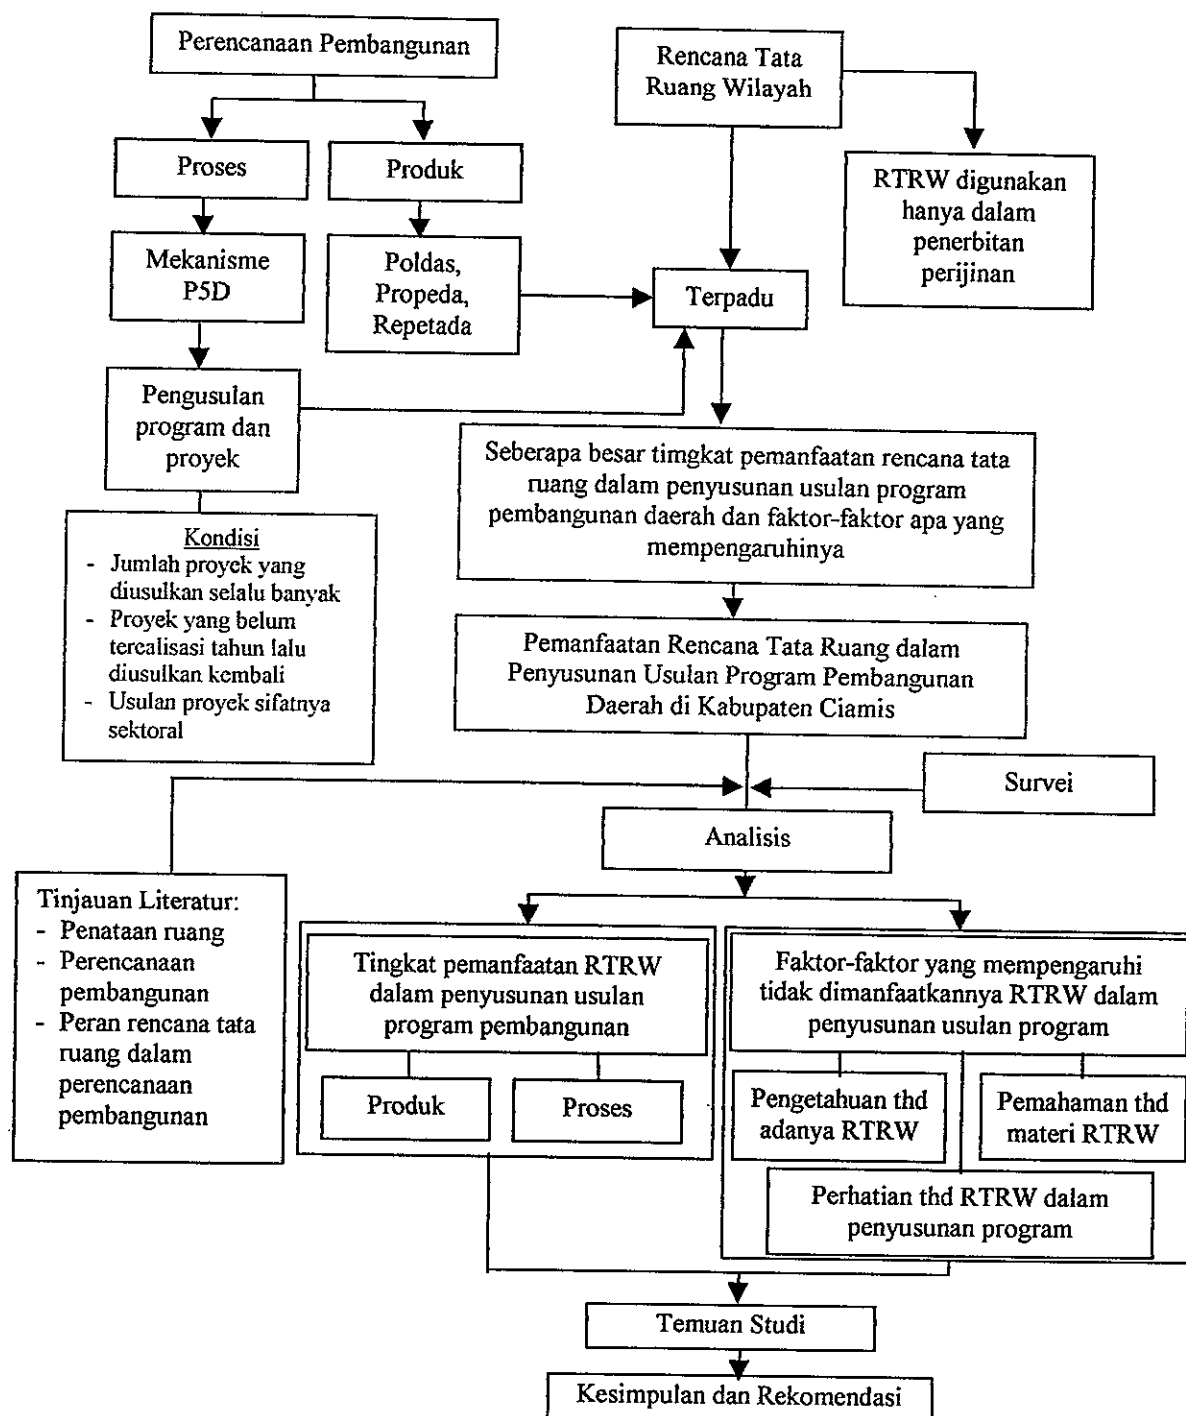 Perencanaan Pembangunan
Rencana Tata
Ruang Wilayah
Proses
Produk
RTRW digunakan
hanya dalam
penerbitan
perijinan
Mekanisme
P5D
Poldas,
Propeda,
Repetada
Terpadu
Pengusulan
program dan
proyek
Seberapa besar timgkat pemanfaatan rencana tata
ruang dalam penyusunan usulan program
pembangunan daerah dan faktor-faktor apa yang
mempengaruhinya
Kondisi
- Jumlah proyek yang
diusulkan selalu banyak
- Proyek yang belum
terealisasi tahun lalu
diusulkan kembali
- Usulan proyek sifatnya
sektoral
Pemanfaatan Rencana Tata Ruang dalam
Penyusunan Usulan Program Pembangunan
Daerah di Kabupaten Ciamis
Survei
Analisis
Tinjauan Literatur:
- Penataan ruang
- Perencanaan
pembangunan
- Peran rencana tata
ruang dalam
perencanaan
pembangunan
Tingkat pemanfaatan RTRW
dalam penyusunan usulan
program pembangunan
Produk
Proses
Faktor-faktor yang mempengaruhi
tidak dimanfaatkannya RTRW dalam
penyusunan usulan program
Pengetahuan thd
adanya RTRW
Pemahaman thd
materi RTRW
Perhatian thd RTRW dalam
penyusunan program
Temuan Studi
Kesimpulan dan Rekomendasi